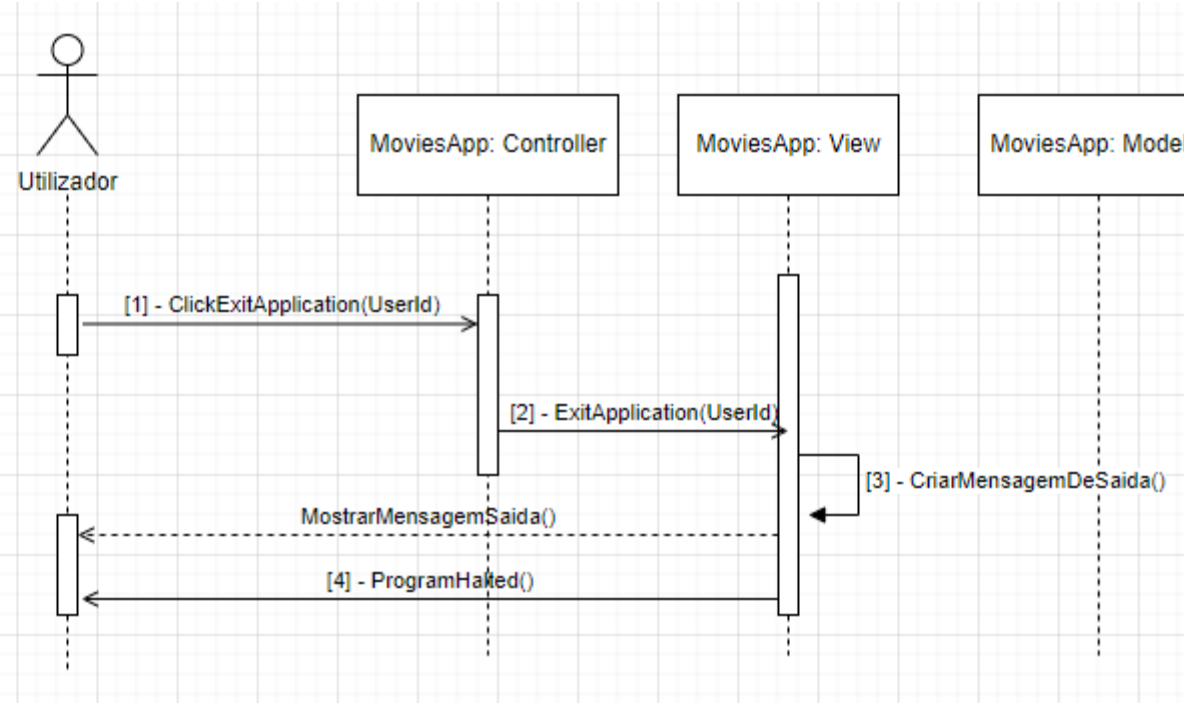 MoviesApp: Controller
MoviesApp: View
MoviesApp: Model
Utilizador
[1] - ClickExitApplication(UserId)
[2] - ExitApplication(UserId)
[3] - CriarMensagemDeSaida()
MostrarMensagemSaida()
[4] - ProgramHalted()